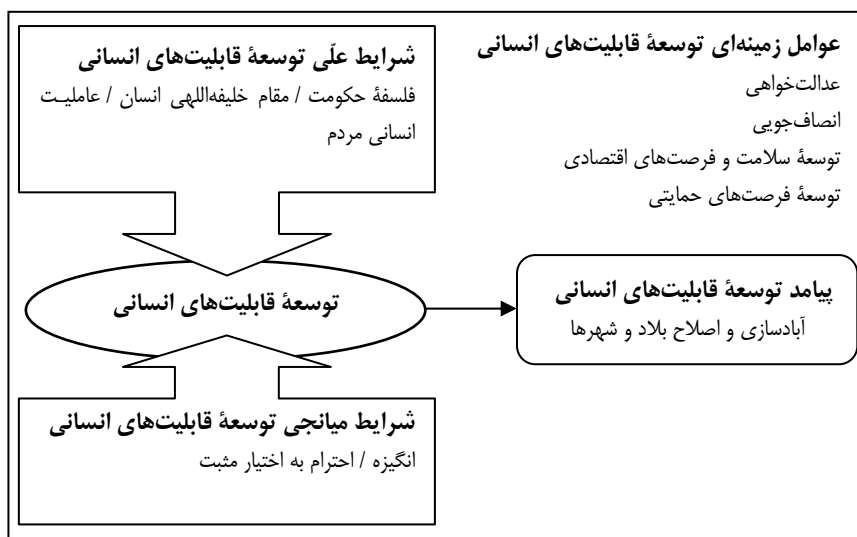 عوامل زمینه‌ای توسعهٔ قابلیت‌های انسانی
عدالت‌خواهی
انصاف‌جویی
توسعهٔ سلامت و فرصت‌های اقتصادی
توسعهٔ فرصت‌های حمایتی
شرایط علّی توسعهٔ قابلیت‌های انسانی
فلسفهٔ حکومت / مقام خلیفه‌اللهی انسان / عاملیت
انسانی مردم
توسعهٔ قابلیت‌های انسانی
پیامد توسعهٔ قابلیت‌های انسانی
آبادسازی و اصلاح بلاد و شهرها
شرایط میانجی توسعهٔ قابلیت‌های انسانی
انگیزه / احترام به اختیار مثبت